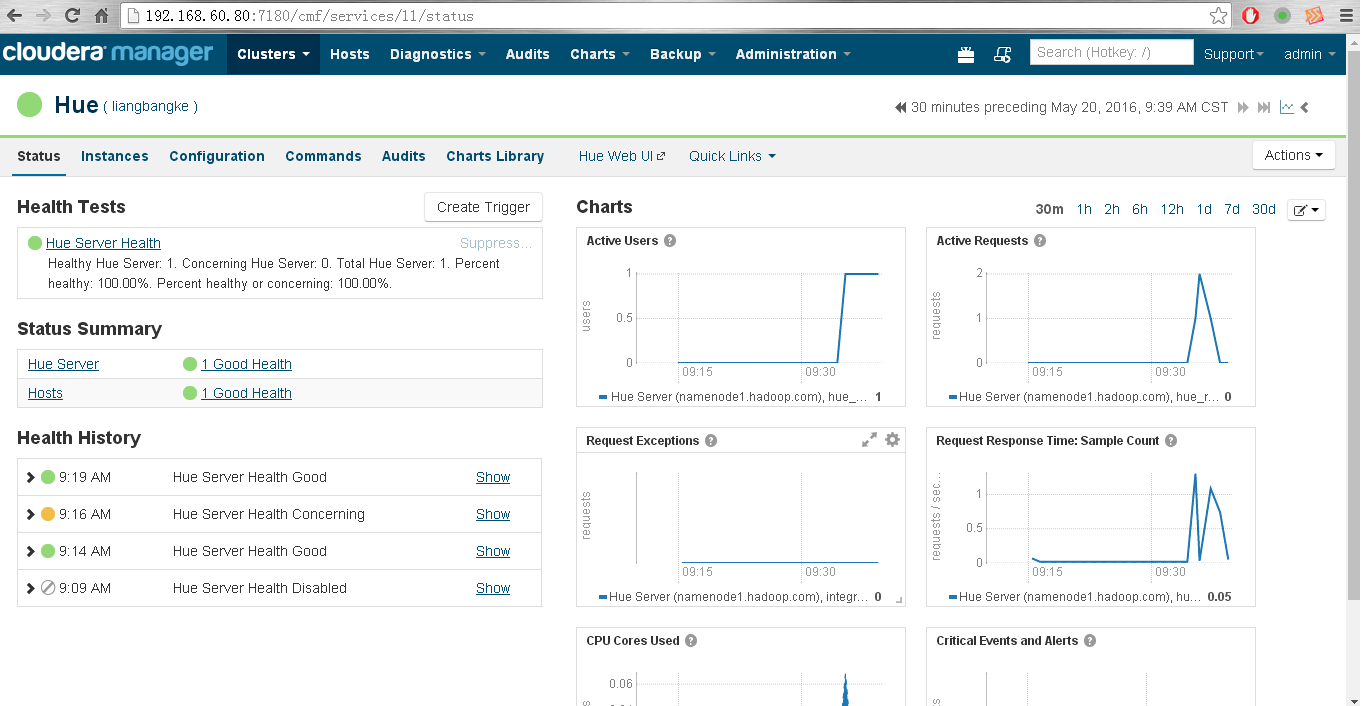 192.168.60.80:7180/cmf/services/11/status
cloudera manager Clusters Hosts Diagnostics Audits Charts Backup Administration Search (Hotkey: /) Support admin
Hue ( liangbangke ) 30 minutes preceding May 20, 2016, 9:39 AM CST
Status Instances Configuration Commands Audits Charts Library Hue Web UI Quick Links Actions
Health Tests Create Trigger
Hue Server Health Suppress...
Healthy Hue Server: 1. Concerning Hue Server: 0. Total Hue Server: 1. Percent
healthy: 100.00%. Percent healthy or concerning: 100.00%.
Status Summary
Hue Server 1 Good Health
Hosts 1 Good Health
Health History
9:19 AM Hue Server Health Good Show
9:16 AM Hue Server Health Concerning Show
9:14 AM Hue Server Health Good Show
9:09 AM Hue Server Health Disabled Show
Charts 30m 1h 2h 6h 12h 1d 7d 30d
Active Users ?
users
1
0.5
0
09:15 09:30
Hue Server (namenode1.hadoop.com), hue_... 1
Active Requests ?
requests
2
1
0
09:15 09:30
Hue Server (namenode1.hadoop.com), hue_r... 0
Request Exceptions ?
requests
09:15 09:30
Hue Server (namenode1.hadoop.com), integr... 0
Request Response Time: Sample Count ?
requests / sec...
1
0.5
0
09:15 09:30
Hue Server (namenode1.hadoop.com), hu... 0.05
CPU Cores Used ?
0.06
Critical Events and Alerts ?